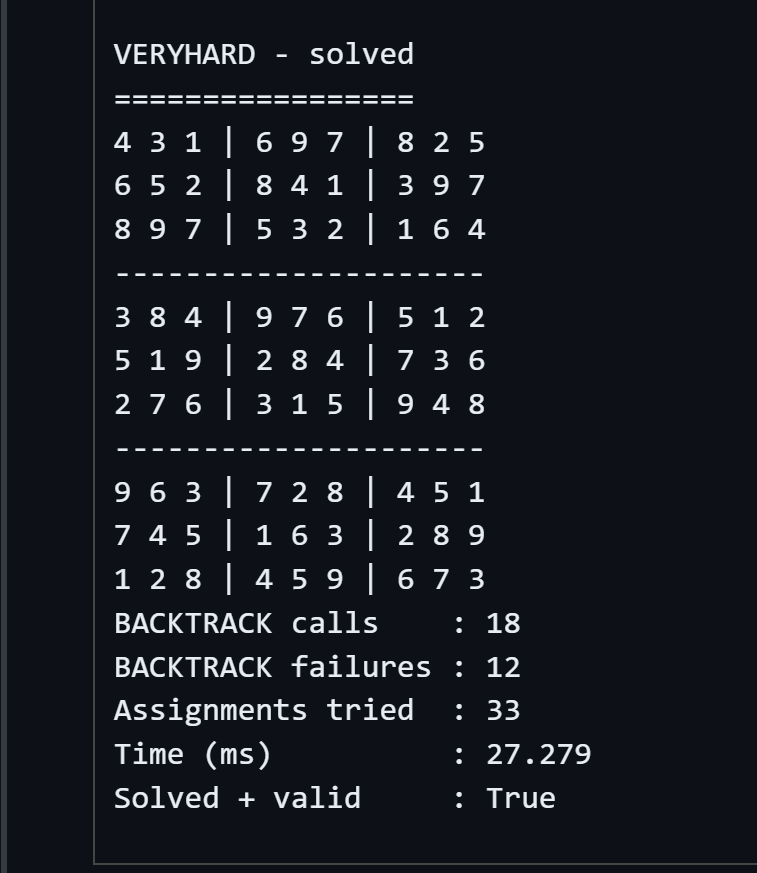 VERYHARD - solved
=================
4 3 1 | 6 9 7 | 8 2 5
6 5 2 | 8 4 1 | 3 9 7
8 9 7 | 5 3 2 | 1 6 4
---------------------
3 8 4 | 9 7 6 | 5 1 2
5 1 9 | 2 8 4 | 7 3 6
2 7 6 | 3 1 5 | 9 4 8
---------------------
9 6 3 | 7 2 8 | 4 5 1
7 4 5 | 1 6 3 | 2 8 9
1 2 8 | 4 5 9 | 6 7 3
BACKTRACK calls    : 18
BACKTRACK failures : 12
Assignments tried  : 33
Time (ms)          : 27.279
Solved + valid     : True